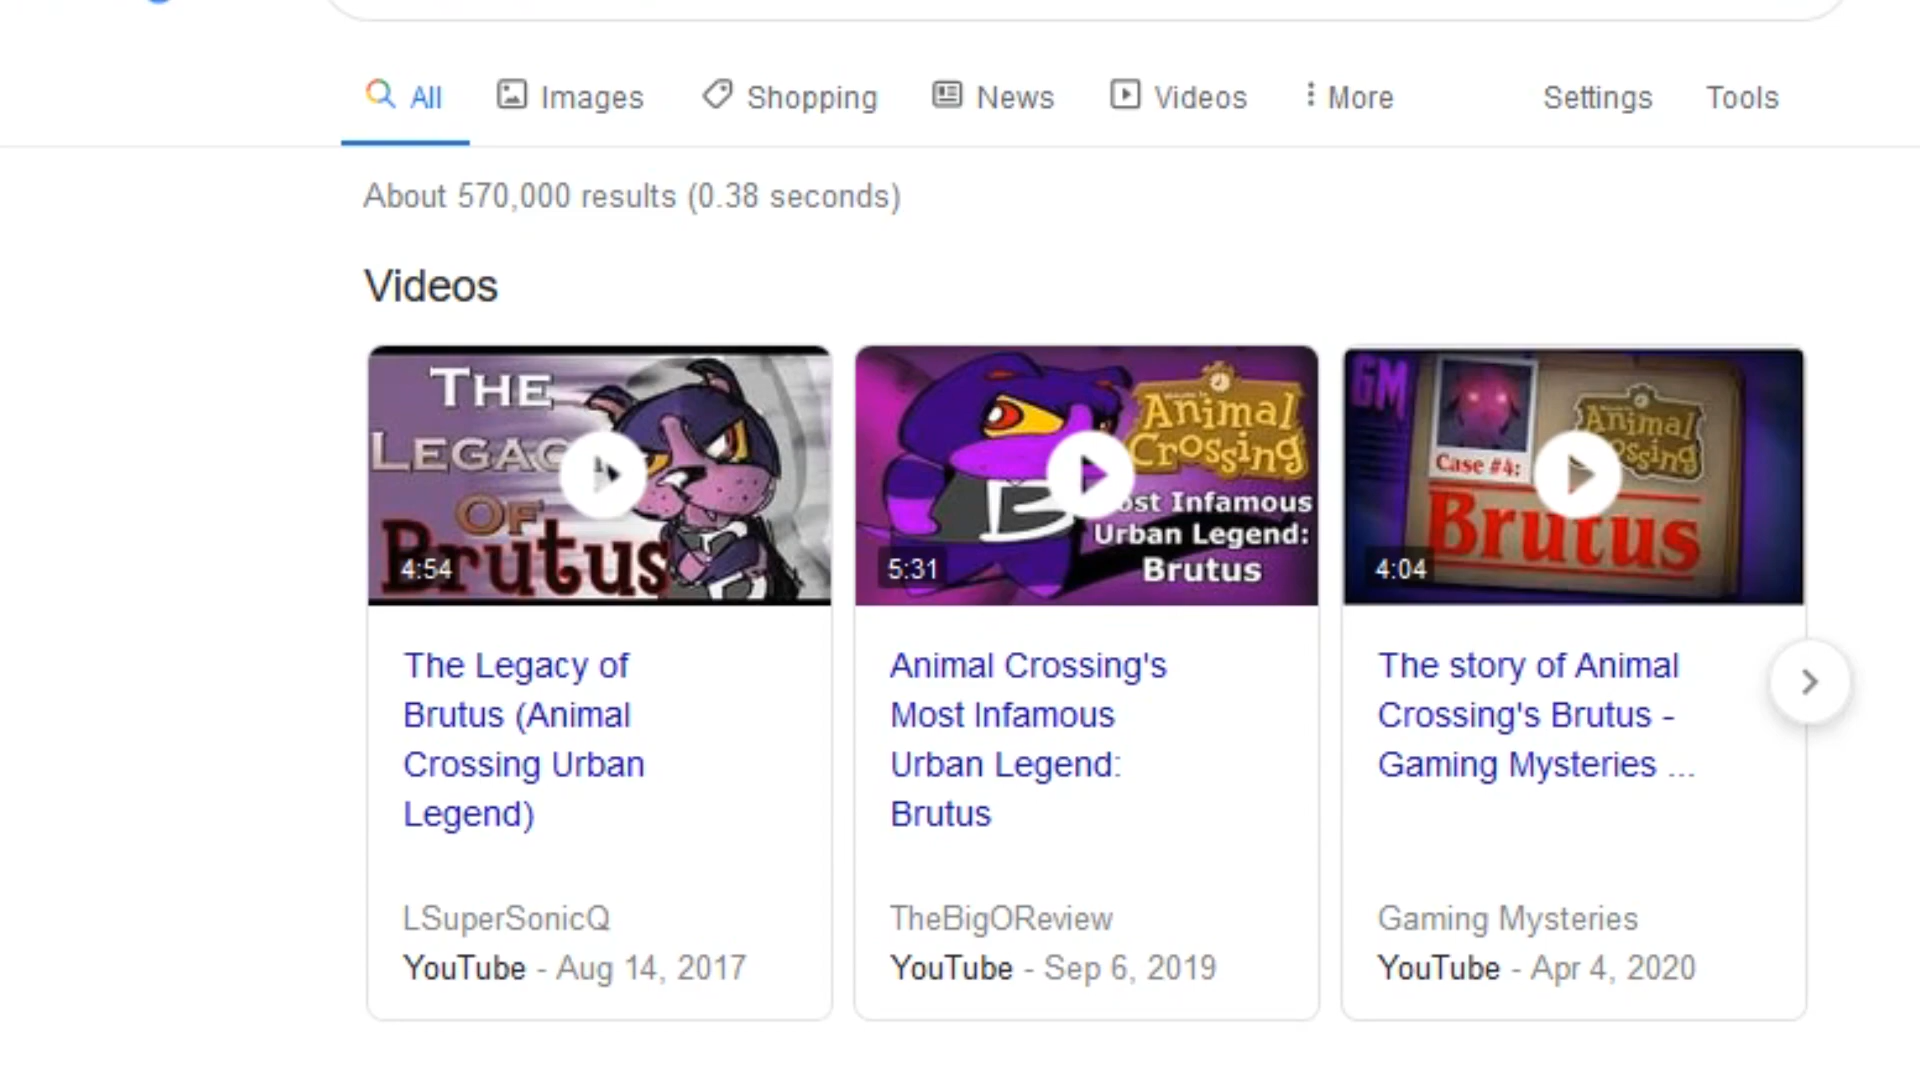 All Images Shopping News Videos More Settings Tools
About 570,000 results (0.38 seconds)
Videos
THE
LEGAC
OF
Brutus
4:54
Animal
Crossing
ost Infamous
Urban Legend:
Brutus
5:31
GM
Animal
ossing
Case #4:
Brutus
4:04
The Legacy of
Brutus (Animal
Crossing Urban
Legend)
LSuperSonicQ
YouTube - Aug 14, 2017
Animal Crossing's
Most Infamous
Urban Legend:
Brutus
TheBigOReview
YouTube - Sep 6, 2019
The story of Animal
Crossing's Brutus -
Gaming Mysteries ...
Gaming Mysteries
YouTube - Apr 4, 2020